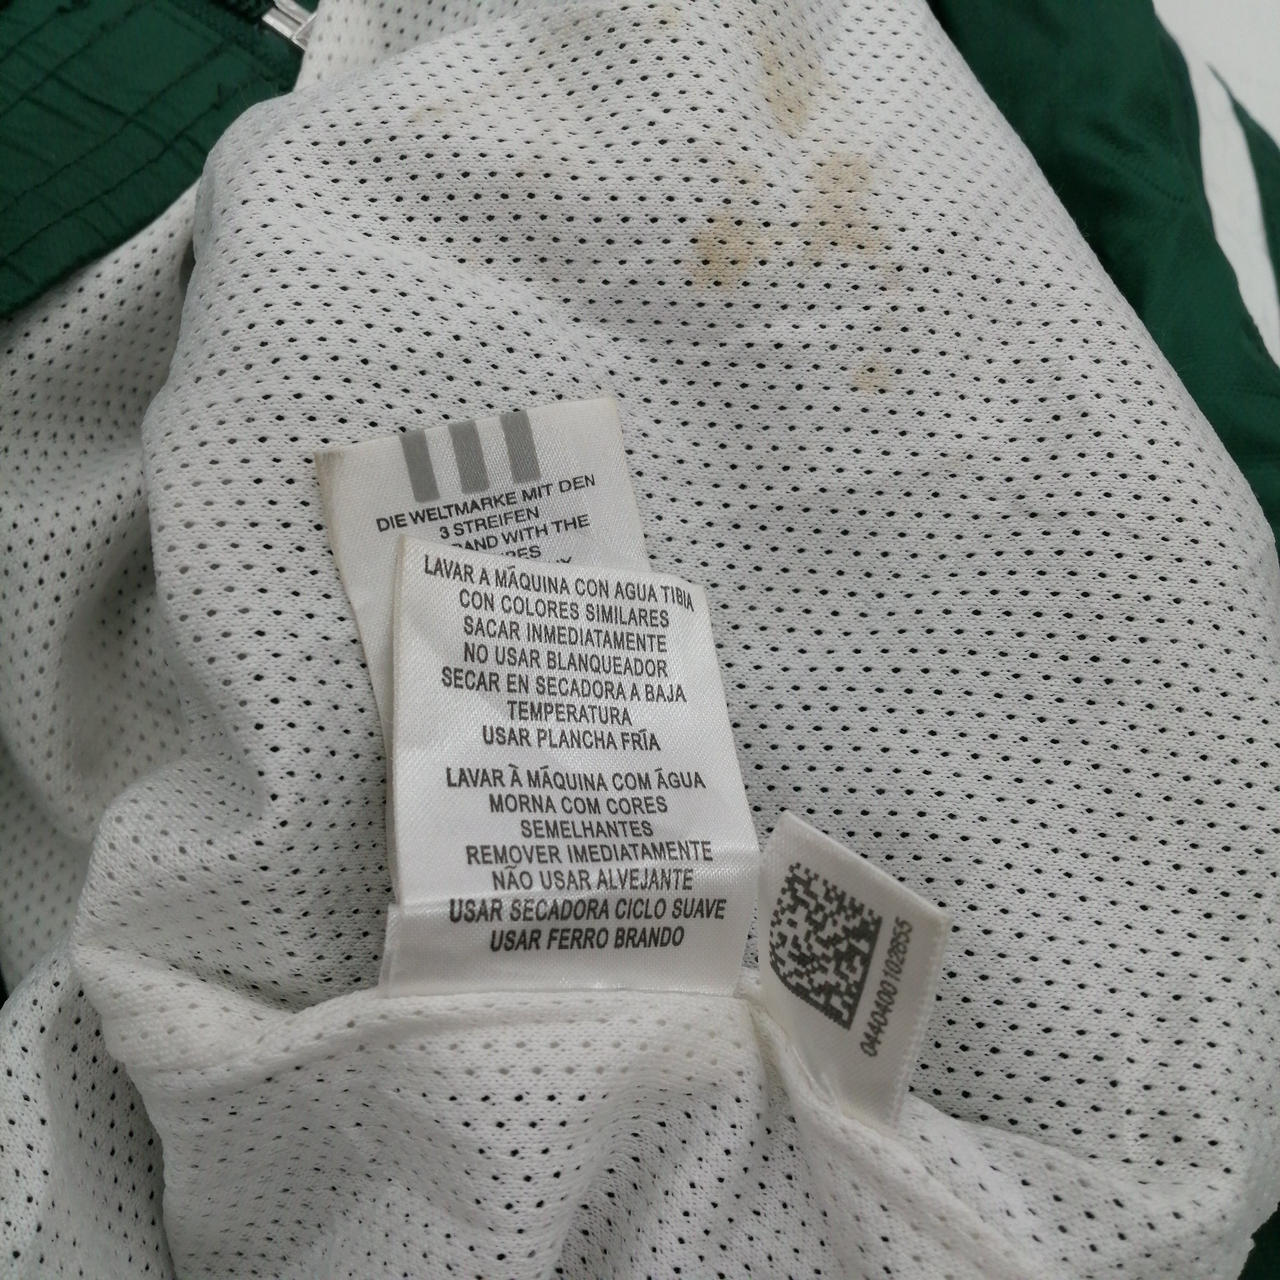 DIE WELTMARKE MIT DEN
3 STREIFEN
WITH THE
LAVAR A MÁQUINA CON AGUA TIBIA
CON COLORES SIMILARES
SACAR INMEDIATAMENTE
NO USAR BLANQUEADOR
SECAR EN SECADORA A BAJA
TEMPERATURA
USAR PLANCHA FRÍA
LAVAR À MÁQUINA COM ÁGUA
MORNA COM CORES
SEMELHANTES
REMOVER IMEDIATAMENTE
NÃO USAR ALVEJANTE
USAR SECADORA CICLO SUAVE
USAR FERRO BRANDO
0440400102855